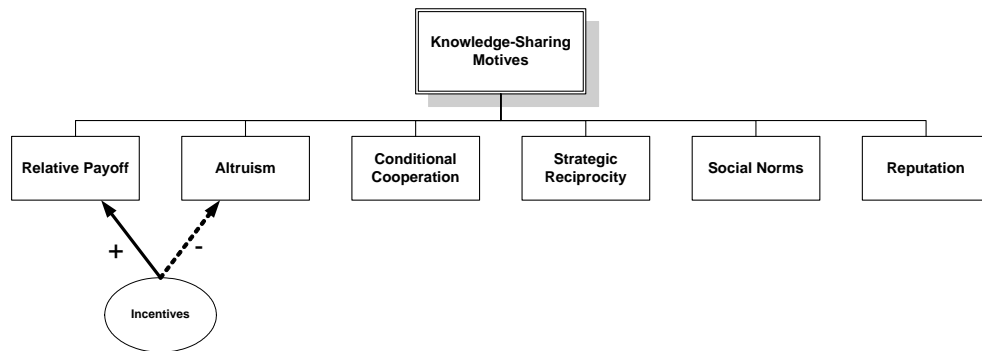 Knowledge-Sharing
Motives
Relative Payoff
Altruism
Conditional
Cooperation
Strategic
Reciprocity
Social Norms
Reputation
+
-
Incentives